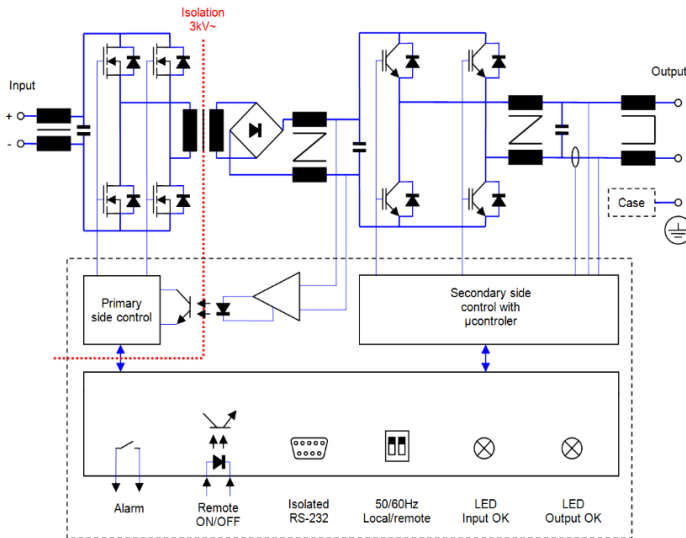 Isolation
3kV~
Input
Output
+
-
Case
Primary
side control
Secondary side
control with
µcontroler
Alarm
Remote
ON/OFF
Isolated
RS-232
50/60Hz
Local/remote
LED
Input OK
LED
Output OK